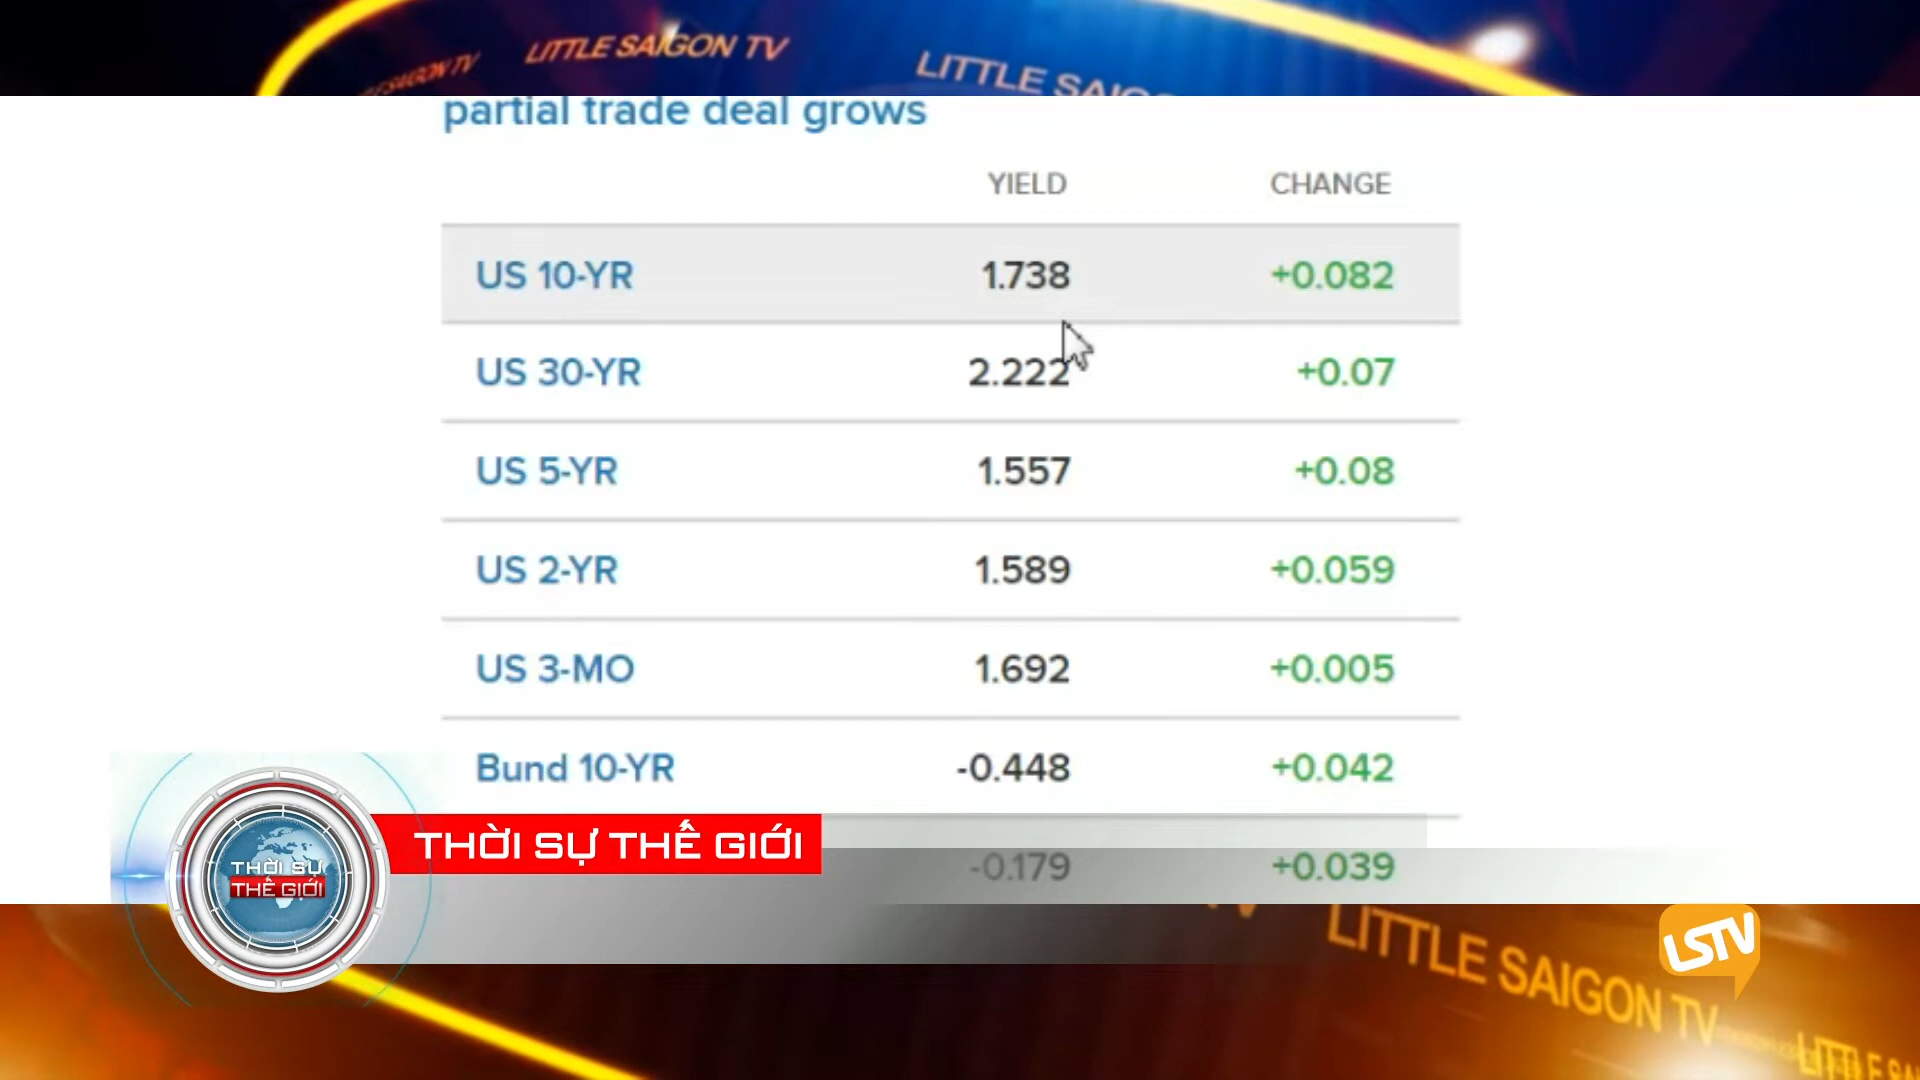 LITTLE SAIGON TV
LITTLE SAIGON TV
partial trade deal grows
YIELD CHANGE
US 10-YR 1.738 +0.082
US 30-YR 2.222 +0.07
US 5-YR 1.557 +0.08
US 2-YR 1.589 +0.059
US 3-MO 1.692 +0.005
Bund 10-YR -0.448 +0.042
THỜI SỰ THẾ GIỚI
-0.179 +0.039
THỜI SỰ
THẾ GIỚI
LSTV
LITTLE SAIGON TV
LITTLE SA